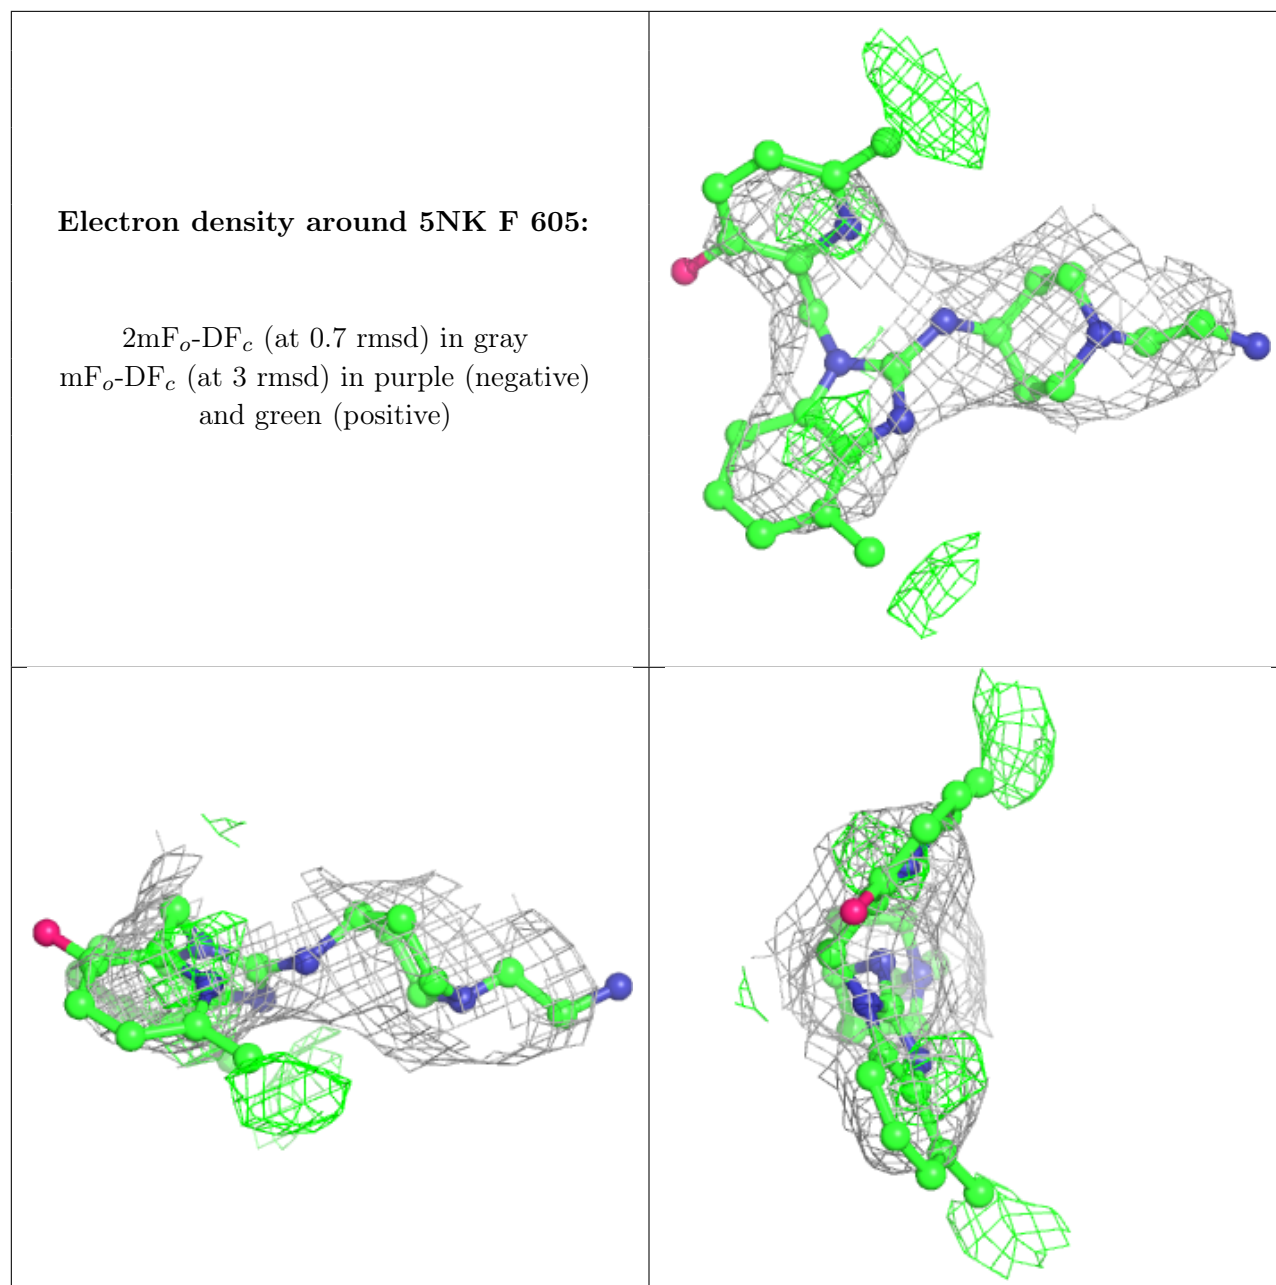 Electron density around 5NK F 605:
2mFo-DFc (at 0.7 rmsd) in gray
mFo-DFc (at 3 rmsd) in purple (negative)
and green (positive)